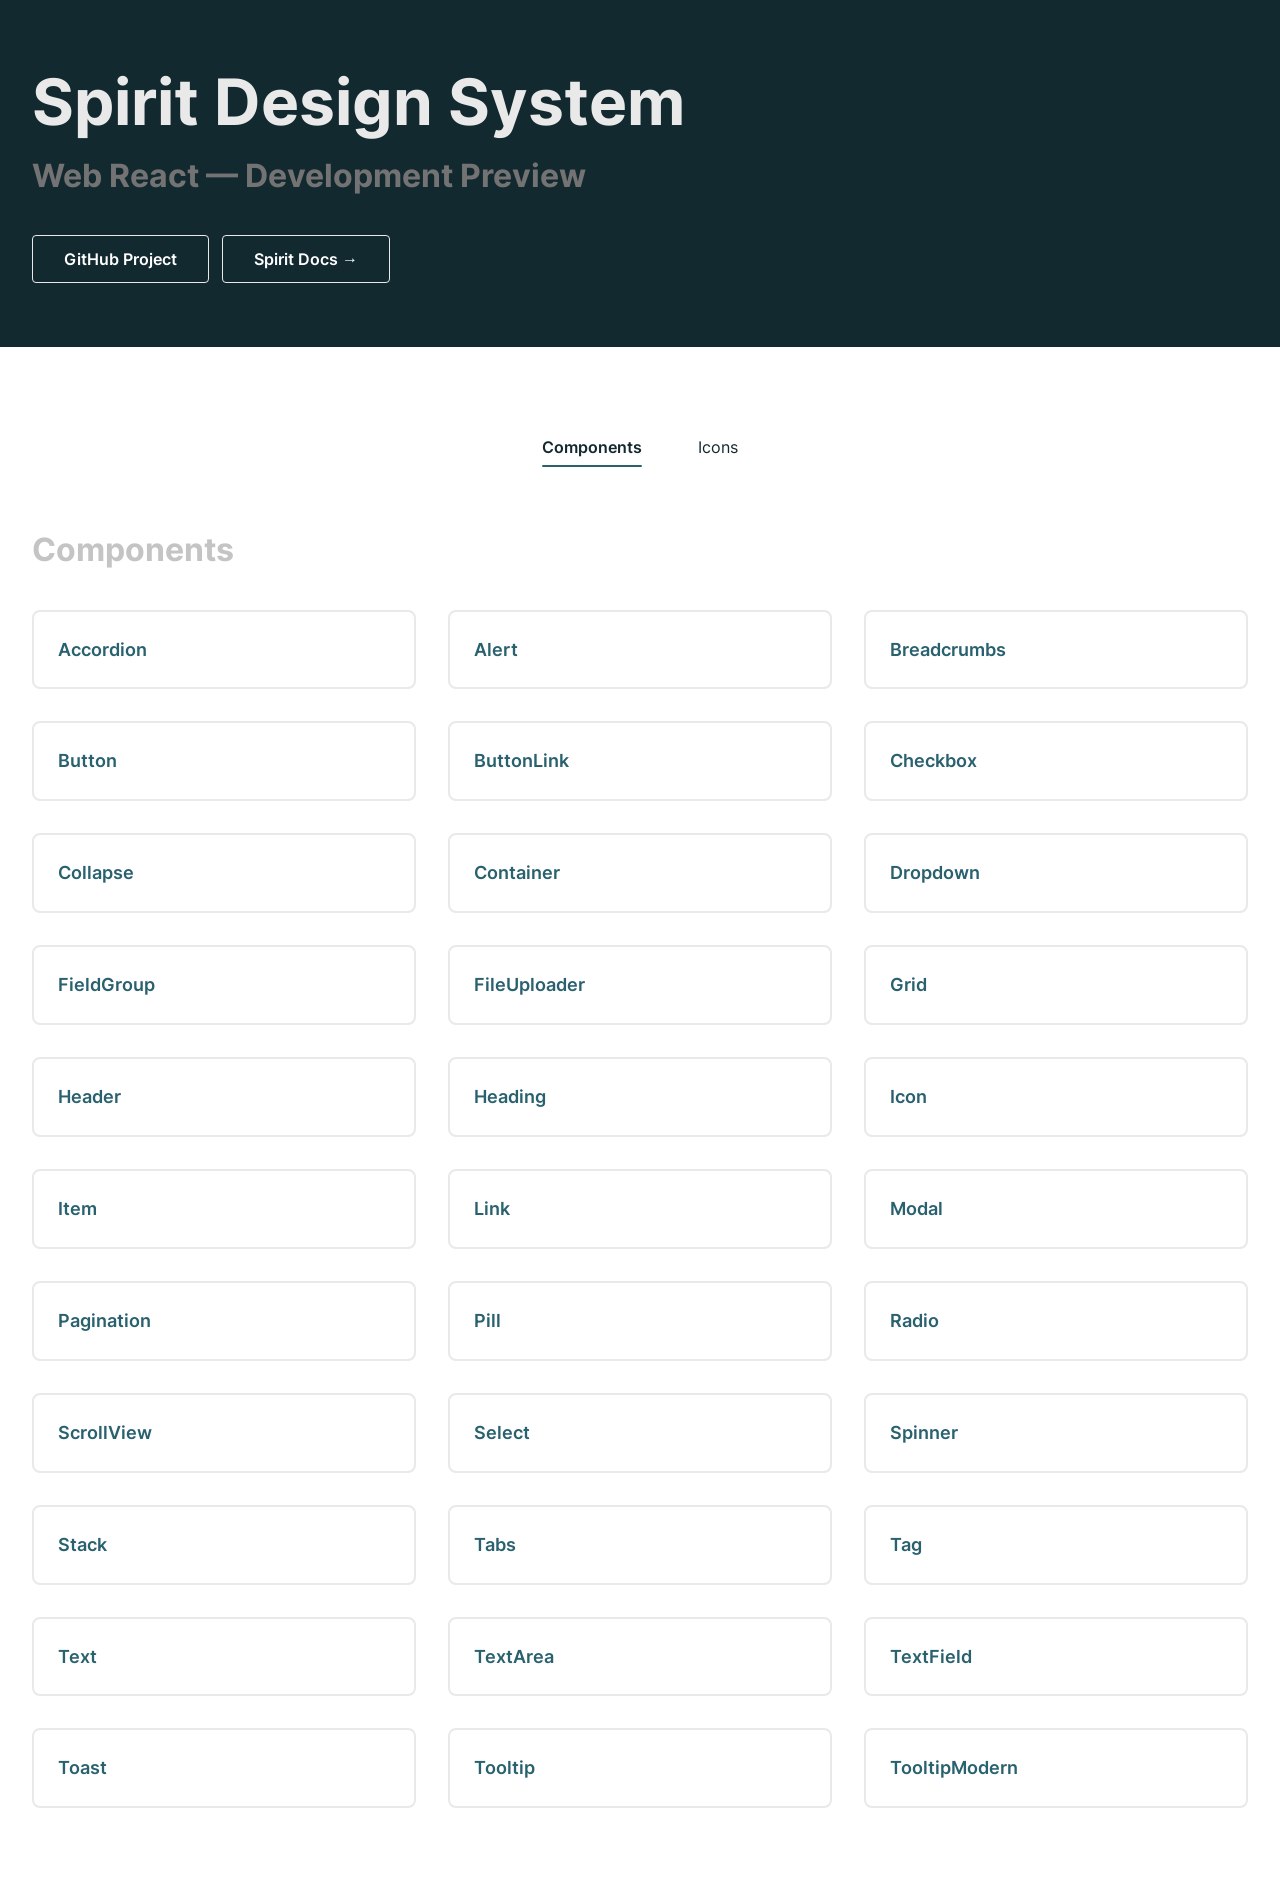 Spirit Design System
Web React — Development Preview
GitHub Project
Spirit Docs →
Components
Icons
Components
Accordion
Alert
Breadcrumbs
Button
ButtonLink
Checkbox
Collapse
Container
Dropdown
FieldGroup
FileUploader
Grid
Header
Heading
Icon
Item
Link
Modal
Pagination
Pill
Radio
ScrollView
Select
Spinner
Stack
Tabs
Tag
Text
TextArea
TextField
Toast
Tooltip
TooltipModern